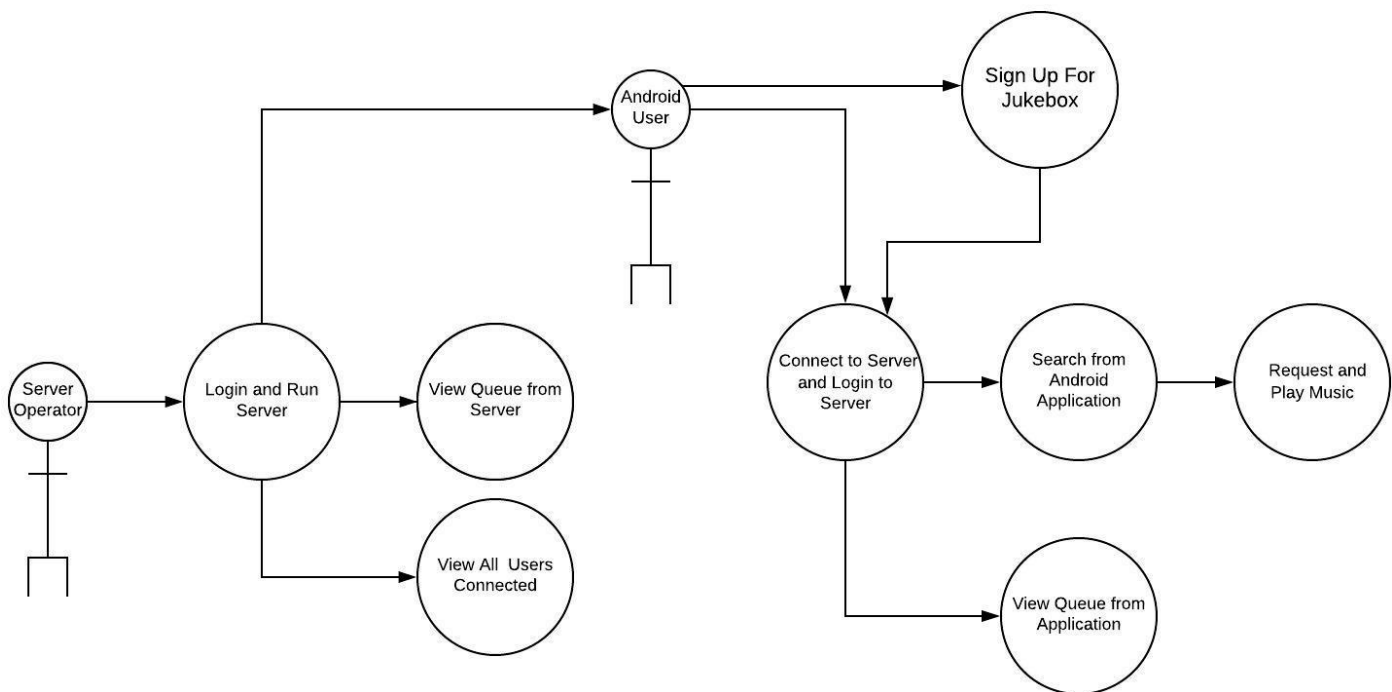 Sign Up For
Jukebox
Android
User
Server
Operator
Login and Run
Server
View Queue from
Server
Connect to Server
and Login to
Server
Search from
Android
Application
Request and
Play Music
View All  Users
Connected
View Queue from
Application